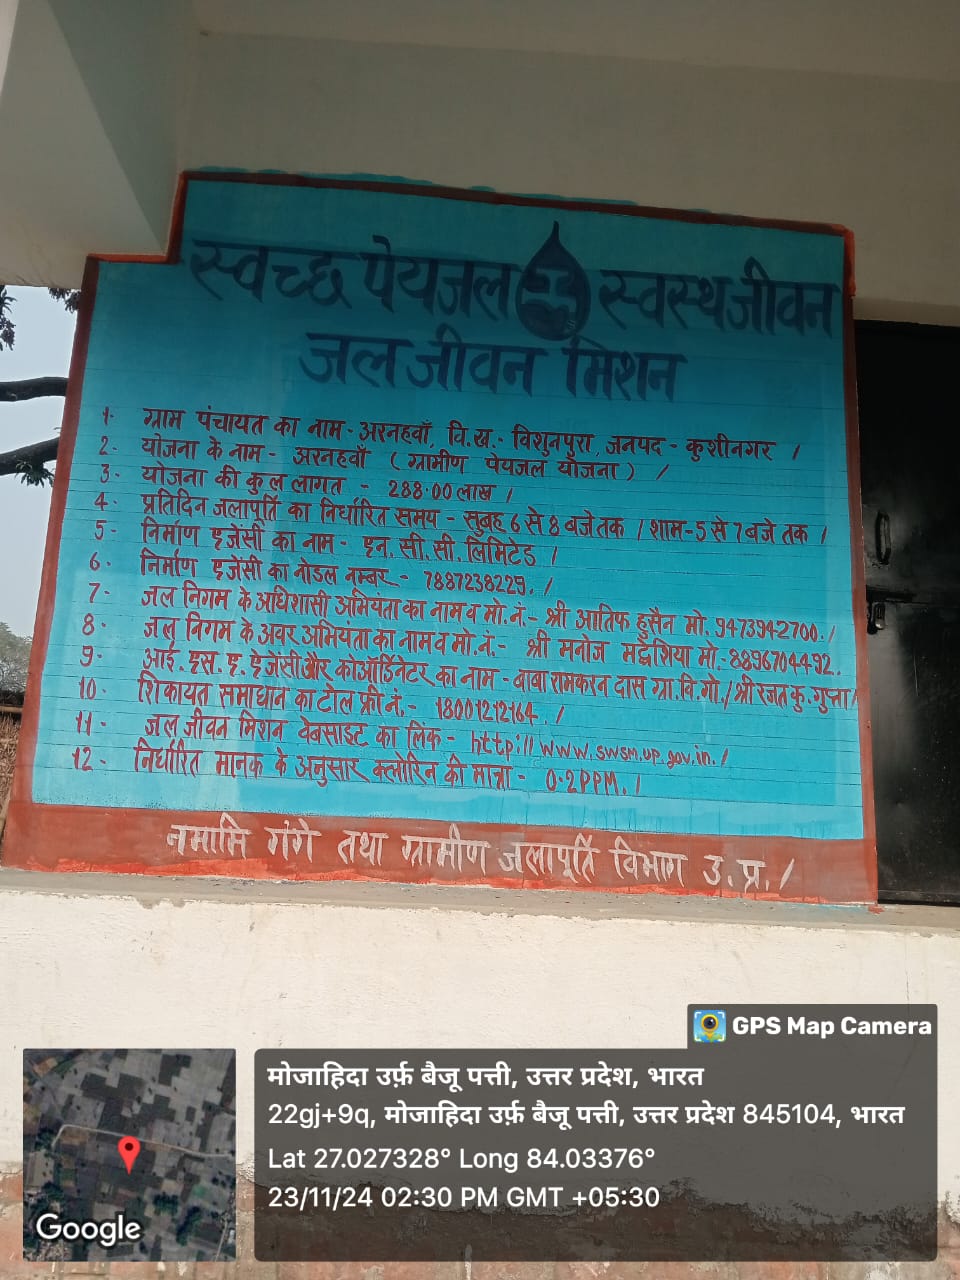 स्वच्छ पेयजल स्वस्थ जीवन
जल जीवन मिशन
1- ग्राम पंचायत का नाम - अरनहवाँ, वि.ख.- विशुनपुरा, जनपद - कुशीनगर /
2- योजना के नाम - अरनहवाँ (ग्रामीण पेयजल योजना) /
3- योजना की कुल लागत - 288.00 लाख /
4- प्रतिदिन जलापूर्ति का निर्धारित समय - सुबह 6 से 8 बजे तक / शाम - 5 से 7 बजे तक /
5- निर्माण एजेंसी का नाम - एन. सी. सी. लिमिटेड /
6- निर्माण एजेंसी का नोडल नम्बर - 7887238229. /
7- जल निगम के अधिशासी अभियंता का नाम व मो. नं.- श्री आतिफ हुसैन मो. 9473942700. /
8- जल निगम के अवर अभियंता का नाम व मो. नं.- श्री मनोज मद्धेशिया मो.- 8896704492.
9- आई. एस. ए. एजेंसी और कोऑर्डिनेटर का नाम - बाबा रामकरन दास ग्रा. वि. गो. / श्री रजत कु. गुप्ता /
10- शिकायत समाधान का टोल फ्री नं.- 18001212164. /
11- जल जीवन मिशन वेबसाइट का लिंक- http://www.swsm.up.gov.in. /
12- निर्धारित मानक के अनुसार क्लोरिन की मात्रा - 0.2PPM. /
नमामि गंगे तथा ग्रामीण जलापूर्ति विभाग उ. प्र. /
GPS Map Camera
मोजाहिदा उर्फ़ बैजू पत्ती, उत्तर प्रदेश, भारत
22gj+9q, मोजाहिदा उर्फ़ बैजू पत्ती, उत्तर प्रदेश 845104, भारत
Lat 27.027328° Long 84.03376°
23/11/24 02:30 PM GMT +05:30
Google